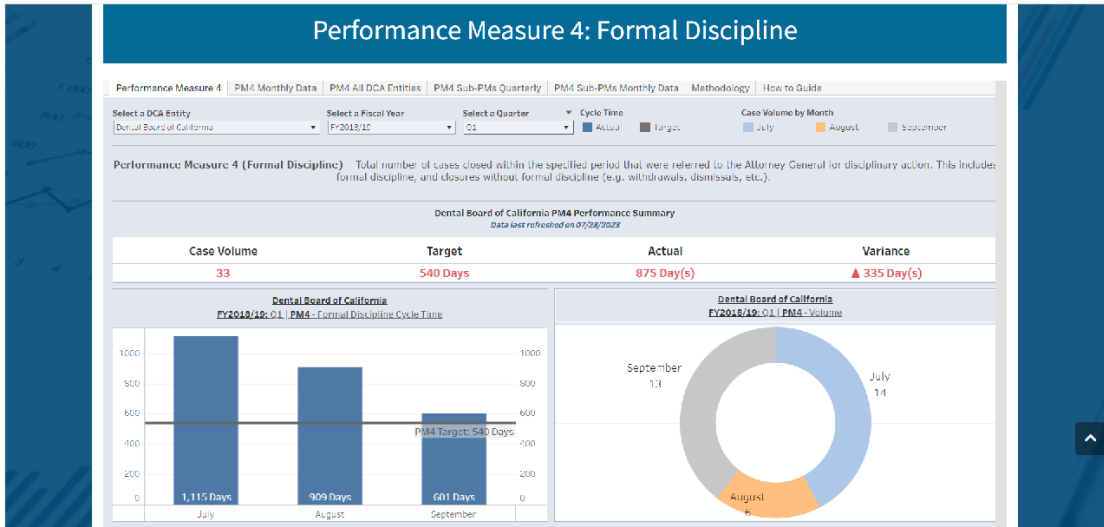 Performance Measure 4: Formal Discipline
Performance Measure 4 PM4 Monthly Data PM4 All DCA Entities PM4 Sub-PMs Quarterly PM4 Sub-PMs Monthly Data Methodology How to Guide
Select a DCA Entity Select a Fiscal Year Select a Quarter Cycle Time Case Volume by Month
Dental Board of California FY2018/19 Q1 Actual Target July August September
Performance Measure 4 (Formal Discipline) Total number of cases closed within the specified period that were referred to the Attorney General for disciplinary action. This includes
formal discipline, and closures without formal discipline (e.g. withdrawals, dismissals, etc.).
Dental Board of California PM4 Performance Summary
Data last refreshed on 07/28/2023
Case Volume Target Actual Variance
33 540 Days 875 Day(s) ▲ 335 Day(s)
Dental Board of California
FY2018/19: Q1 | PM4 - Formal Discipline Cycle Time
1000 1000
800 800
600 600
PM4 Target: 540 Days
400 400
200 200
0 1,115 Days 909 Days 601 Days 0
July August September
Dental Board of California
FY2018/19: Q1 | PM4 - Volume
September
13
July
14
August
6